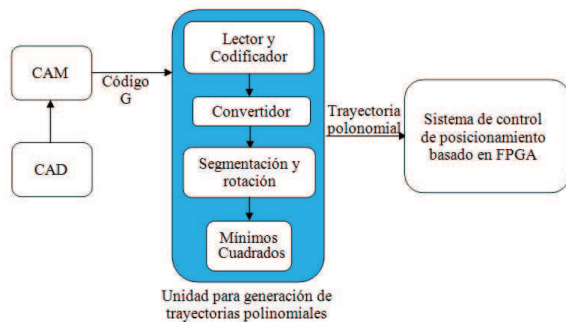 CAM
CAD
Código
G
Lector y
Codificador
Convertidor
Segmentación y
rotación
Mínimos
Cuadrados
Unidad para generación de
trayectorias polinomiales
Trayectoria
polonomial
Sistema de control
de posicionamiento
basado en FPGA